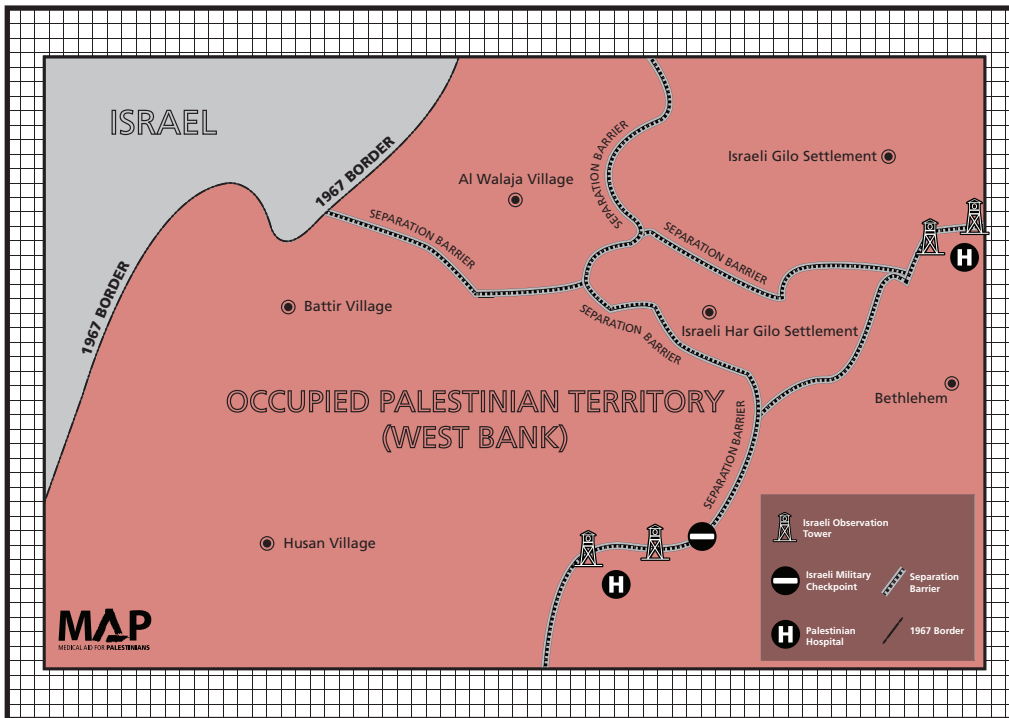 ISRAEL
1967 BORDER
1967 BORDER
SEPARATION BARRIER
Al Walaja Village
SEPARATION BARRIER
Israeli Gilo Settlement
SEPARATION BARRIER
H
Battir Village
SEPARATION BARRIER
Israeli Har Gilo Settlement
OCCUPIED PALESTINIAN TERRITORY
(WEST BANK)
Bethlehem
SEPARATION BARRIER
Husan Village
H
Israeli Observation
Tower
Israeli Military
Checkpoint
Separation
Barrier
H
Palestinian
Hospital
1967 Border
MAP
MEDICAL AID FOR PALESTINIANS